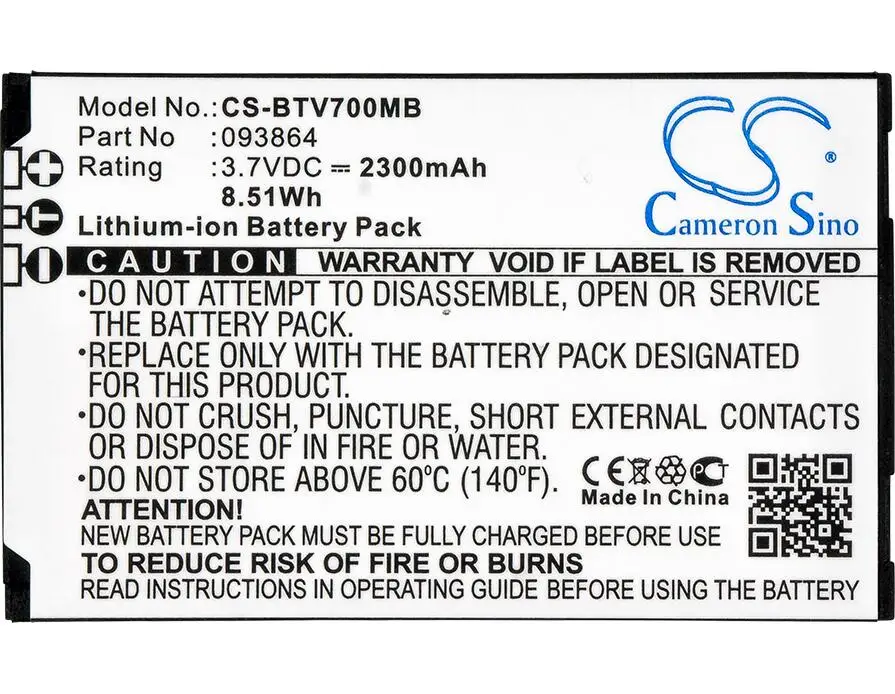 Model No.:CS-BTV700MB
Part No :093864
Rating :3.7VDC ⎓ 2300mAh
8.51Wh
Lithium-ion Battery Pack
CS ®
Cameron Sino
+
T
−
CAUTION WARRANTY VOID IF LABEL IS REMOVED
•DO NOT ATTEMPT TO DISASSEMBLE, OPEN OR SERVICE
THE BATTERY PACK.
•REPLACE ONLY WITH THE BATTERY PACK DESIGNATED
FOR THIS PRODUCT.
•DO NOT CRUSH, PUNCTURE, SHORT EXTERNAL CONTACTS
OR DISPOSE OF IN FIRE OR WATER.
•DO NOT STORE ABOVE 60°C (140°F).
CE PCT
Made In China
ATTENTION!
NEW BATTERY PACK MUST BE FULLY CHARGED BEFORE USE
TO REDUCE RISK OF FIRE OR BURNS
READ INSTRUCTIONS IN OPERATING GUIDE BEFORE USING THE BATTERY